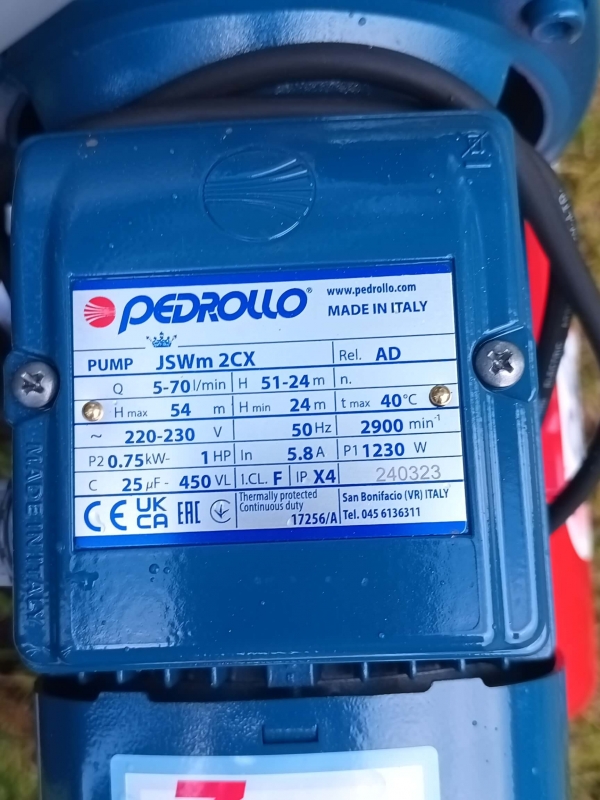 PEDROLLO®
www.pedrollo.com
MADE IN ITALY
PUMP JSWm 2CX Rel. AD
Q 5-70 l/min H 51-24 m n.
H max 54 m H min 24 m t max 40°C
~ 220-230 V 50 Hz 2900 min⁻¹
P2 0.75 kW- 1 HP In 5.8 A P1 1230 W
C 25 µF - 450 VL I.CL. F IP X4 240323
CE UK CA EAC
Thermally protected
Continuous duty
17256/A
San Bonifacio (VR) ITALY
Tel. 045 6136311
MADE IN ITALY